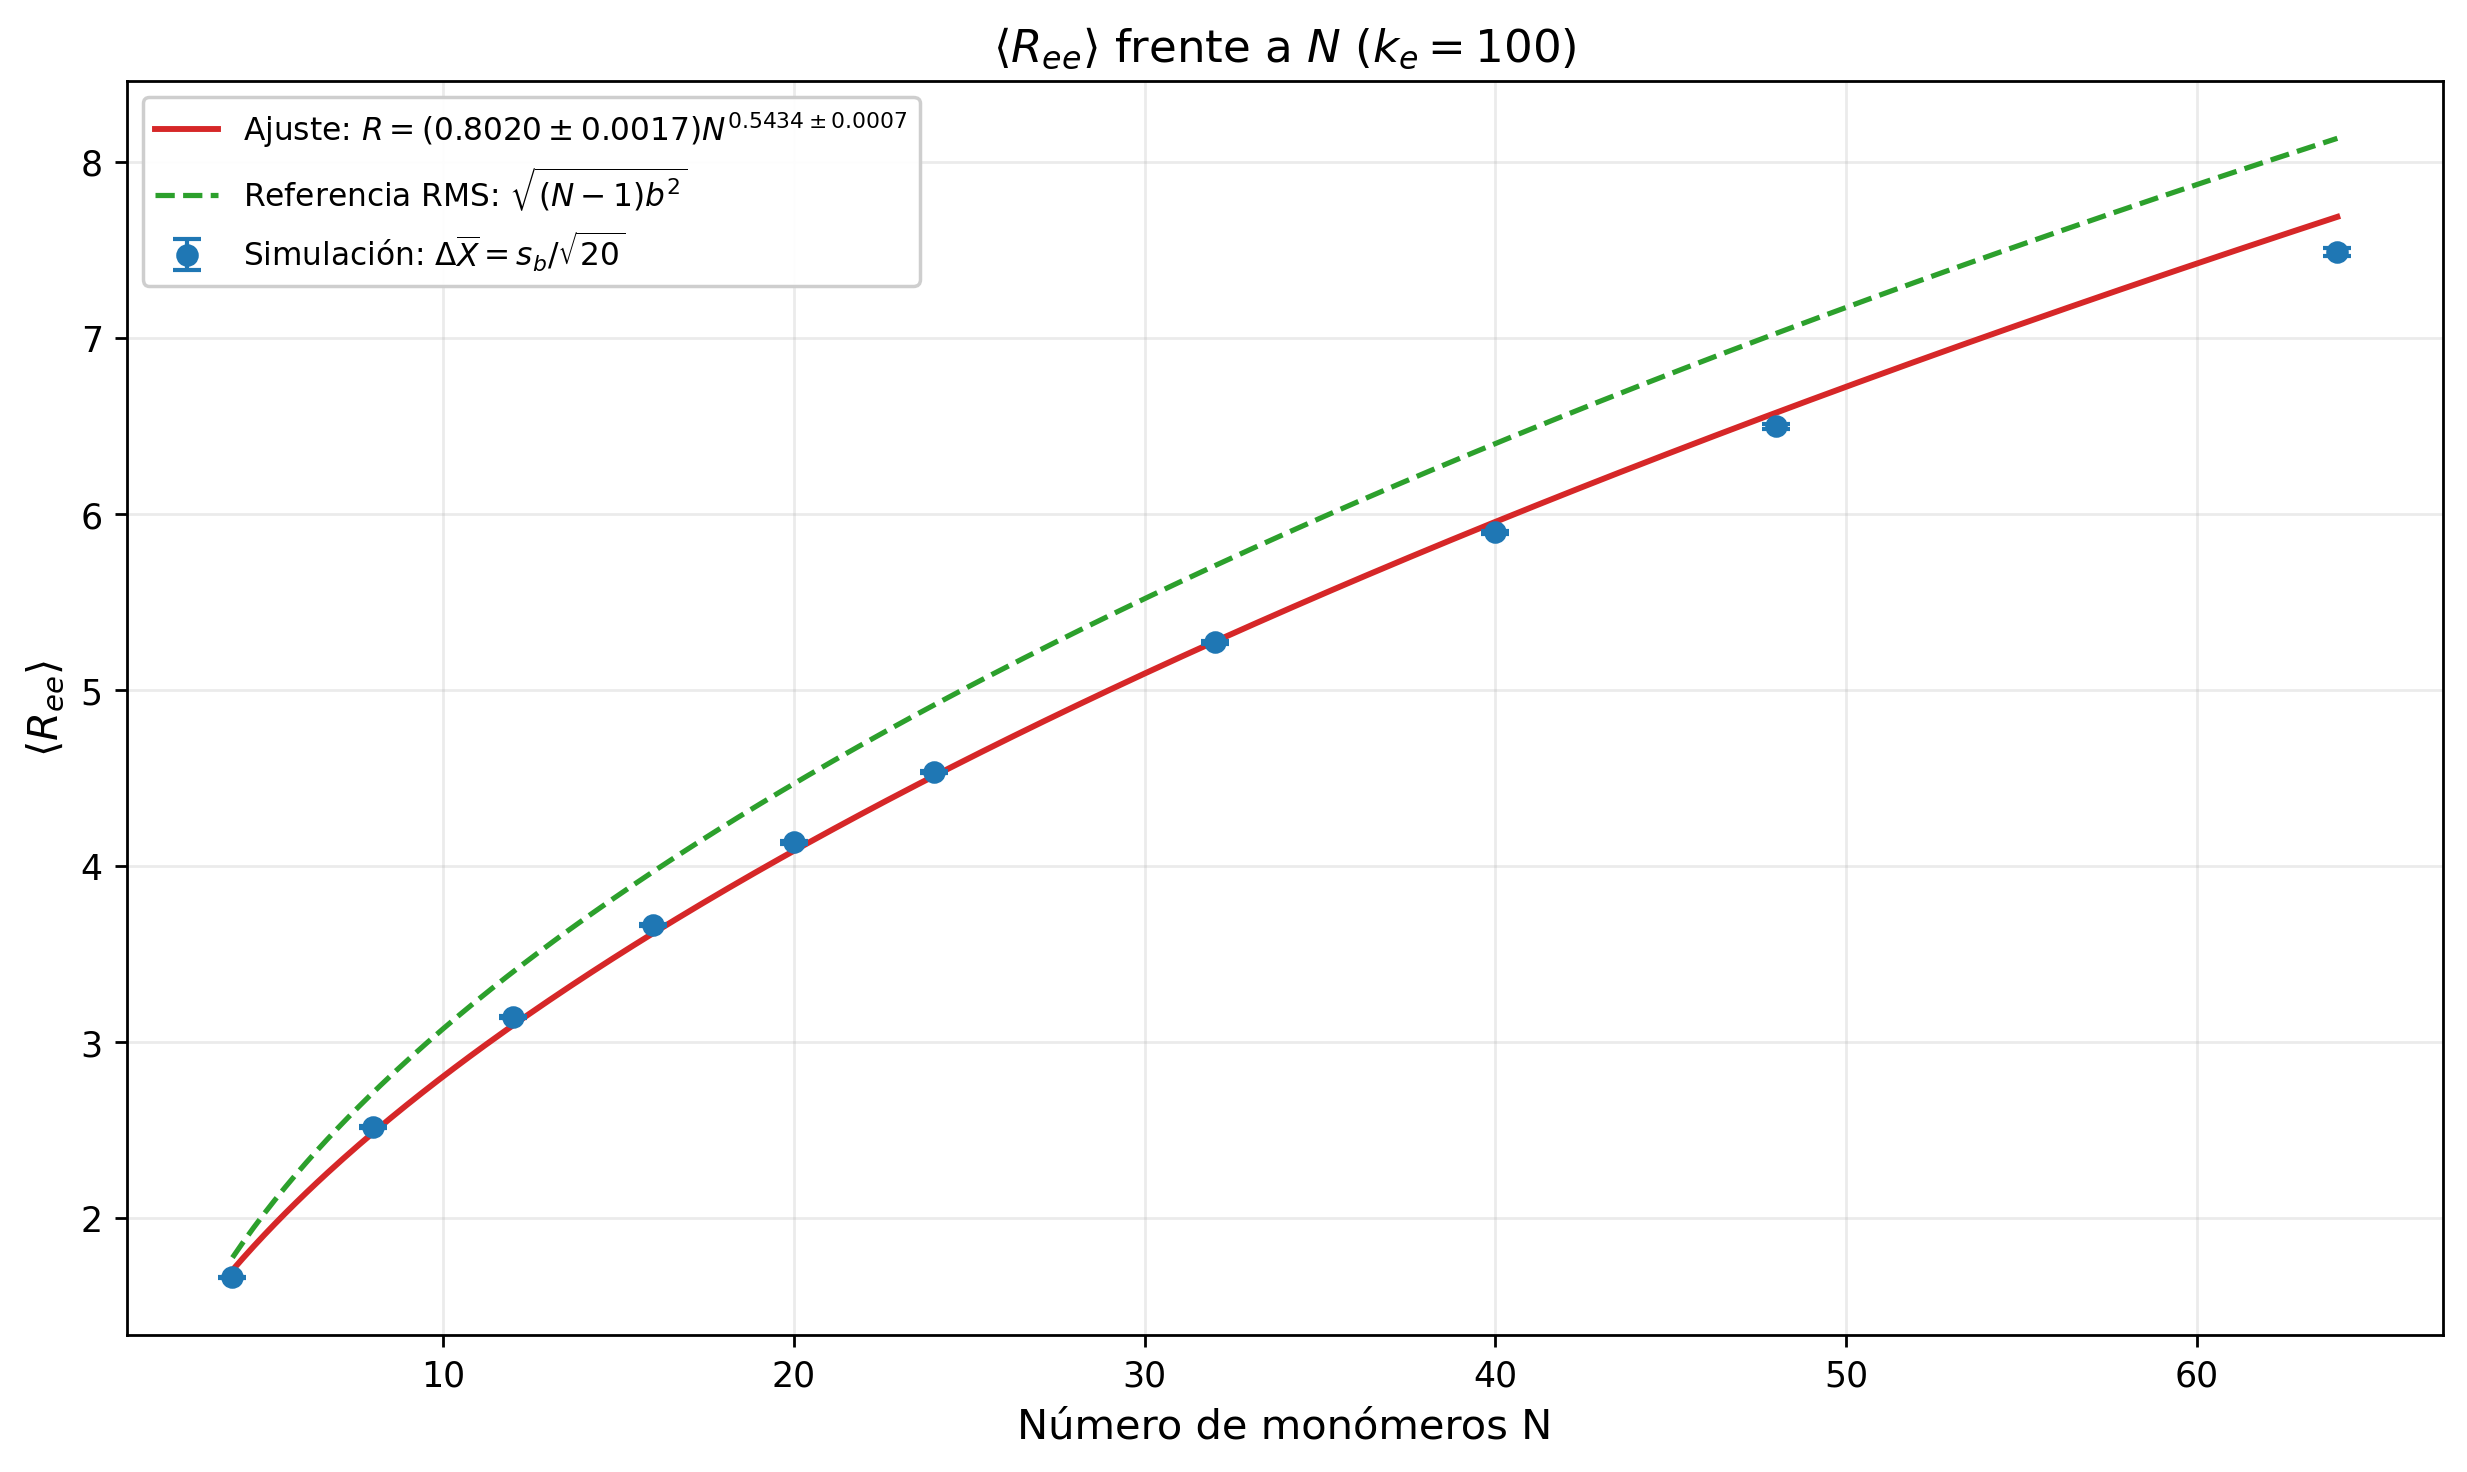 ⟨R_ee⟩ frente a N (k_e = 100)
Ajuste: R = (0.8020 ± 0.0017)N^{0.5434 ± 0.0007}
Referencia RMS: √((N − 1)b²)
Simulación: ΔX̅ = s_b/√20
⟨R_ee⟩
8
7
6
5
4
3
2
10 20 30 40 50 60
Número de monómeros N